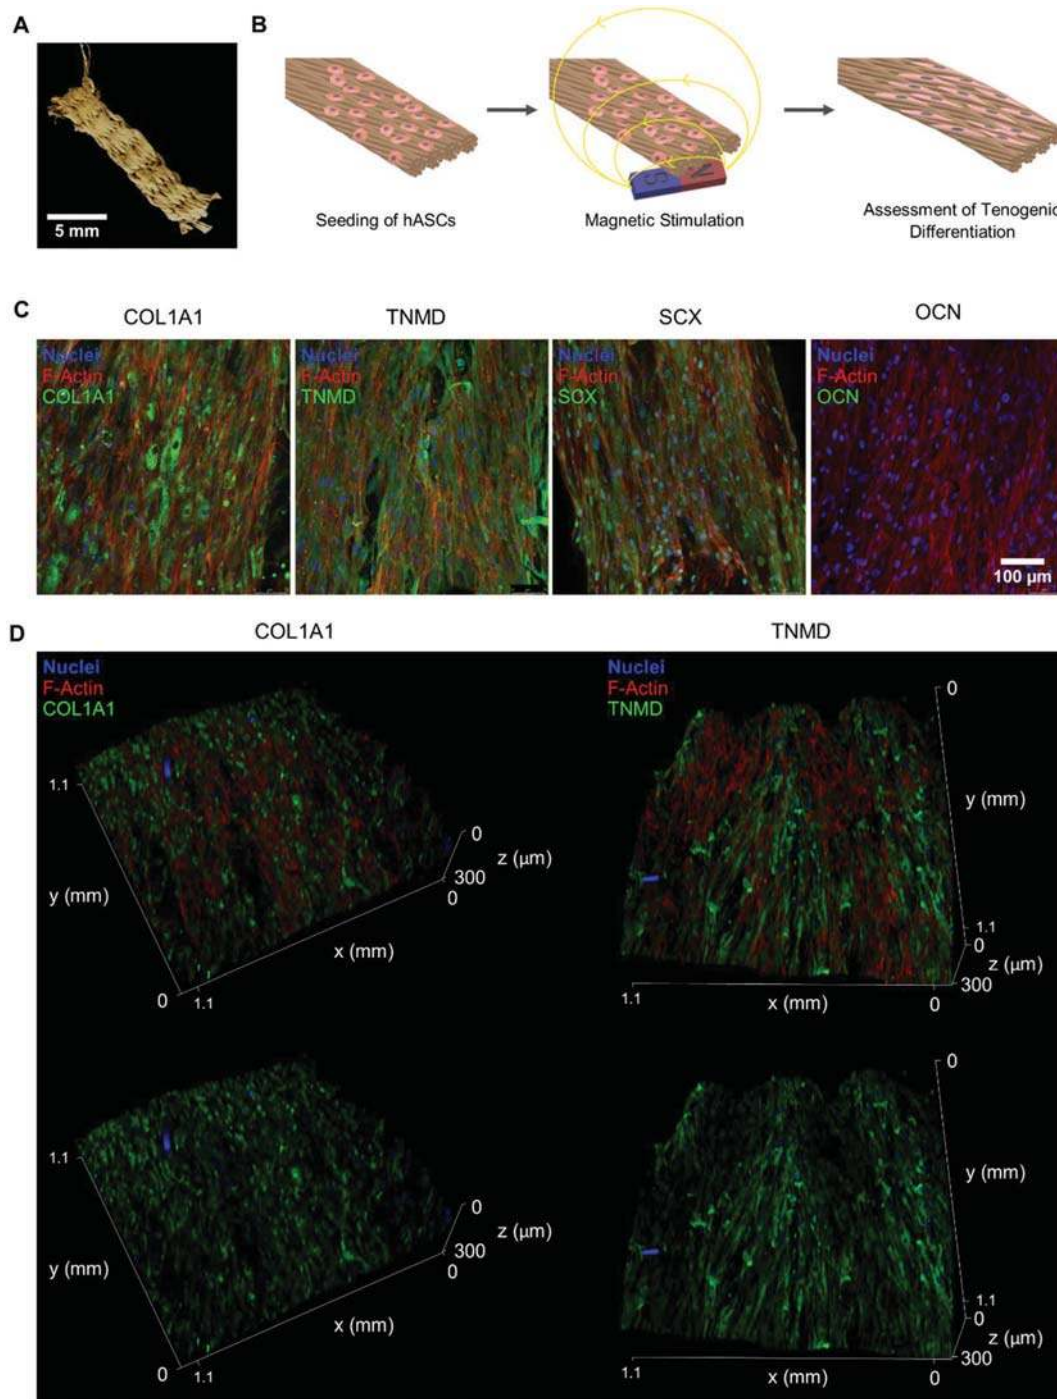 A
5 mm
B
Seeding of hASCs
Magnetic Stimulation
S N
Assessment of Tenogenic
Differentiation
C
COL1A1
Nuclei
F-Actin
COL1A1
TNMD
Nuclei
F-Actin
TNMD
SCX
Nuclei
F-Actin
SCX
OCN
Nuclei
F-Actin
OCN
100 µm
D
COL1A1
Nuclei
F-Actin
COL1A1
1.1
y (mm)
0
1.1
x (mm)
0
z (µm)
300
0
TNMD
Nuclei
F-Actin
TNMD
0
y (mm)
1.1
0
z (µm)
300
1.1
x (mm)
0
1.1
y (mm)
0
1.1
x (mm)
0
z (µm)
300
0
0
y (mm)
1.1
0
z (µm)
300
1.1
x (mm)
0